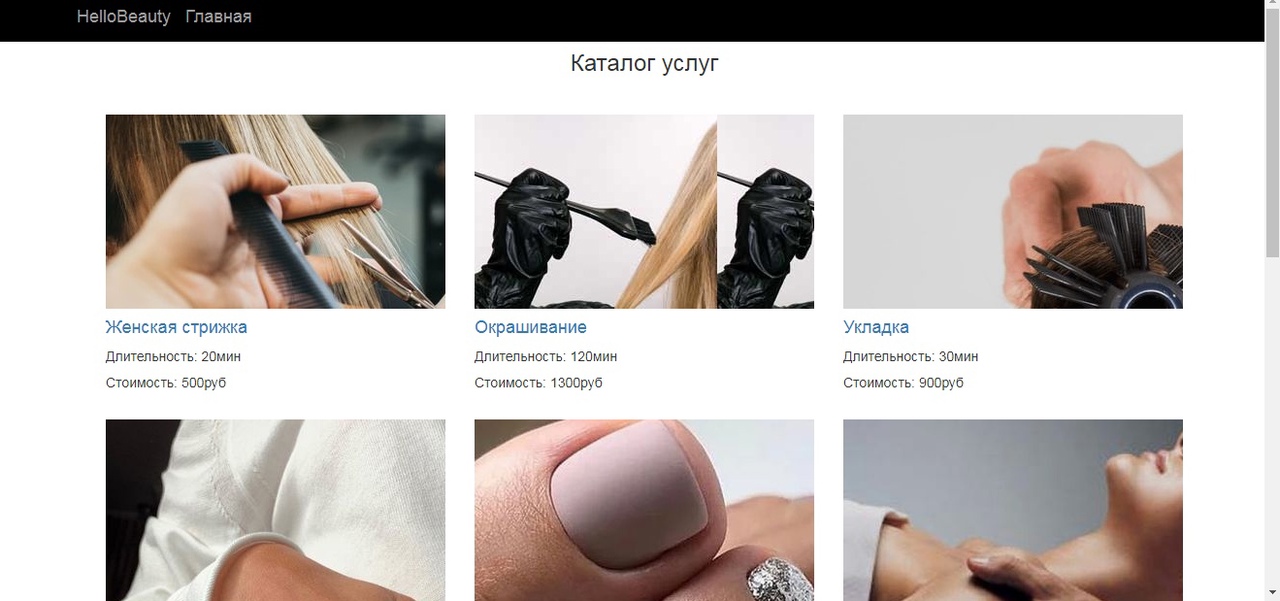 HelloBeauty Главная
Каталог услуг
Женская стрижка
Длительность: 20мин
Стоимость: 500руб
Окрашивание
Длительность: 120мин
Стоимость: 1300руб
Укладка
Длительность: 30мин
Стоимость: 900руб